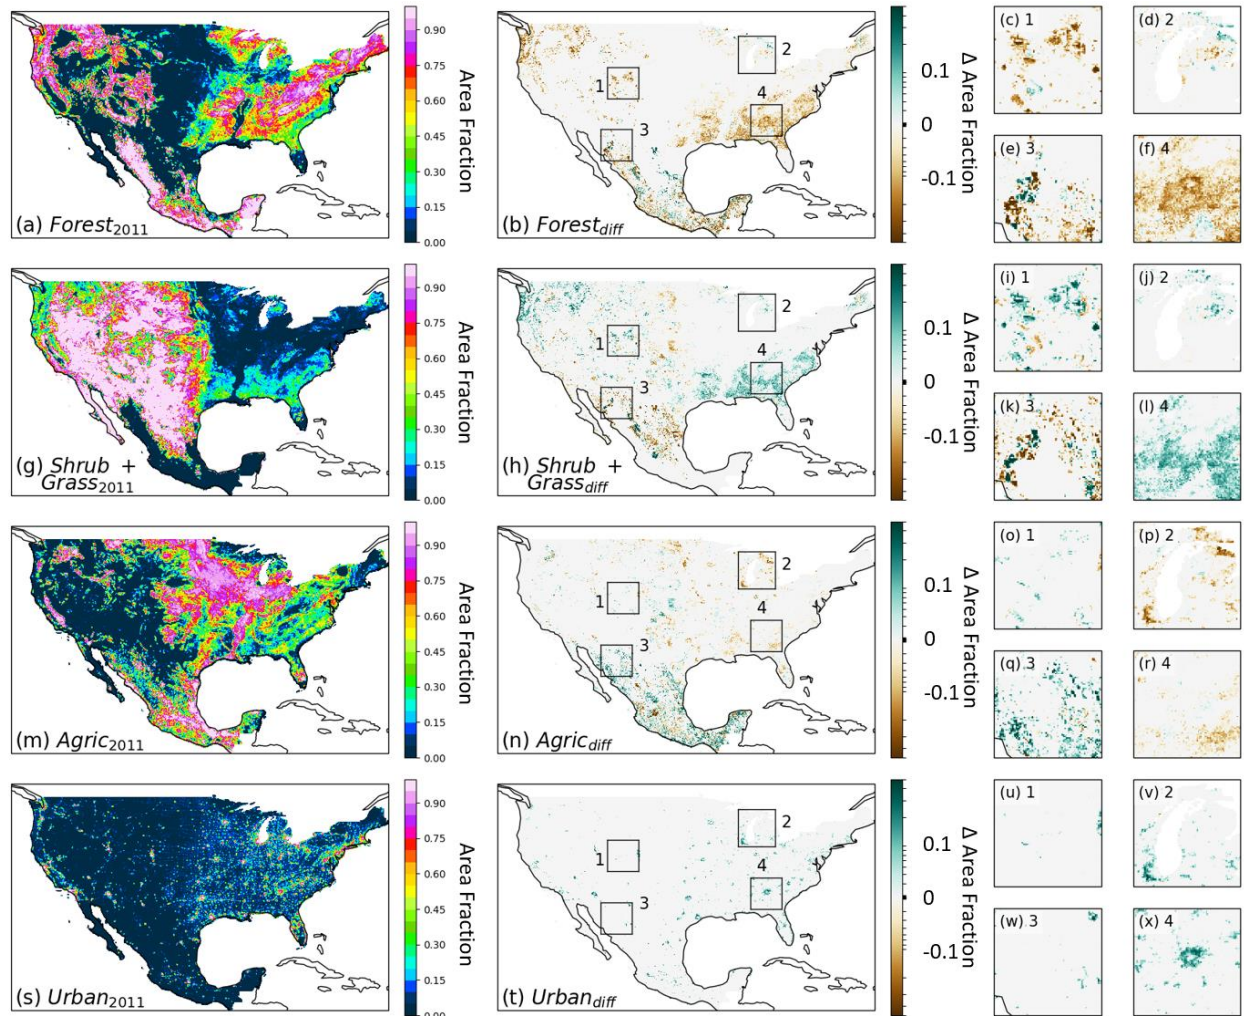 0.90
0.75
0.60
0.45
0.30
0.15
0.00
Area Fraction
(a) Forest2011
1
2
3
4
(b) Forestdiff
0.1
0
-0.1
Δ Area Fraction
(c) 1
(d) 2
(e) 3
(f) 4
0.90
0.75
0.60
0.45
0.30
0.15
0.00
Area Fraction
(g) Shrub +
Grass2011
1
2
3
4
(h) Shrub +
Grassdiff
0.1
0
-0.1
Δ Area Fraction
(i) 1
(j) 2
(k) 3
(l) 4
0.90
0.75
0.60
0.45
0.30
0.15
0.00
Area Fraction
(m) Agric2011
1
2
3
4
(n) Agricdiff
0.1
0
-0.1
Δ Area Fraction
(o) 1
(p) 2
(q) 3
(r) 4
0.90
0.75
0.60
0.45
0.30
0.15
0.00
Area Fraction
(s) Urban2011
1
2
3
4
(t) Urbandiff
0.1
0
-0.1
Δ Area Fraction
(u) 1
(v) 2
(w) 3
(x) 4